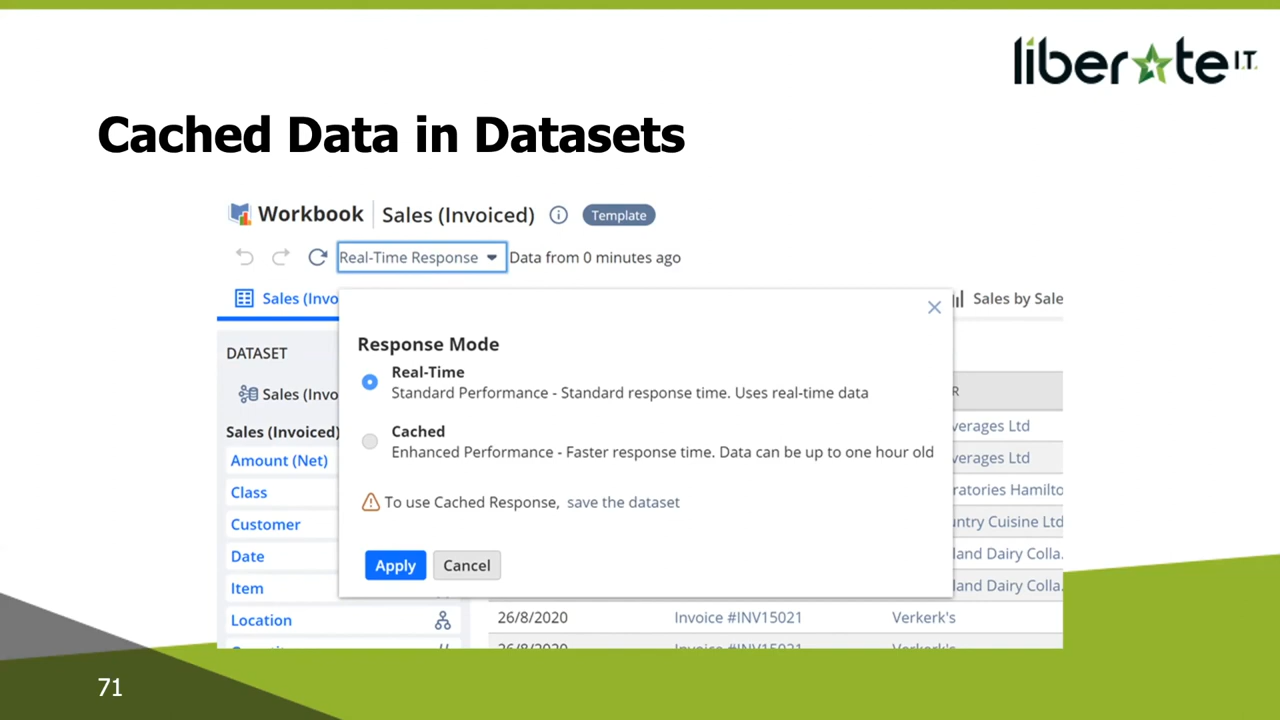 liberate I.T.
Cached Data in Datasets
Workbook Sales (Invoiced) Template
Real-Time Response Data from 0 minutes ago
Sales (Invo
Sales by Sale
DATASET
Sales (Invo
Sales (Invoiced)
Amount (Net)
Class
Customer
Date
Item
Location
Response Mode
Real-Time
Standard Performance - Standard response time. Uses real-time data
Cached
Enhanced Performance - Faster response time. Data can be up to one hour old
To use Cached Response, save the dataset
Apply Cancel
R
verages Ltd
verages Ltd
ratories Hamilto
untry Cuisine Ltd
land Dairy Colla.
land Dairy Colla.
26/8/2020 Invoice #INV15021 Verkerk's
71